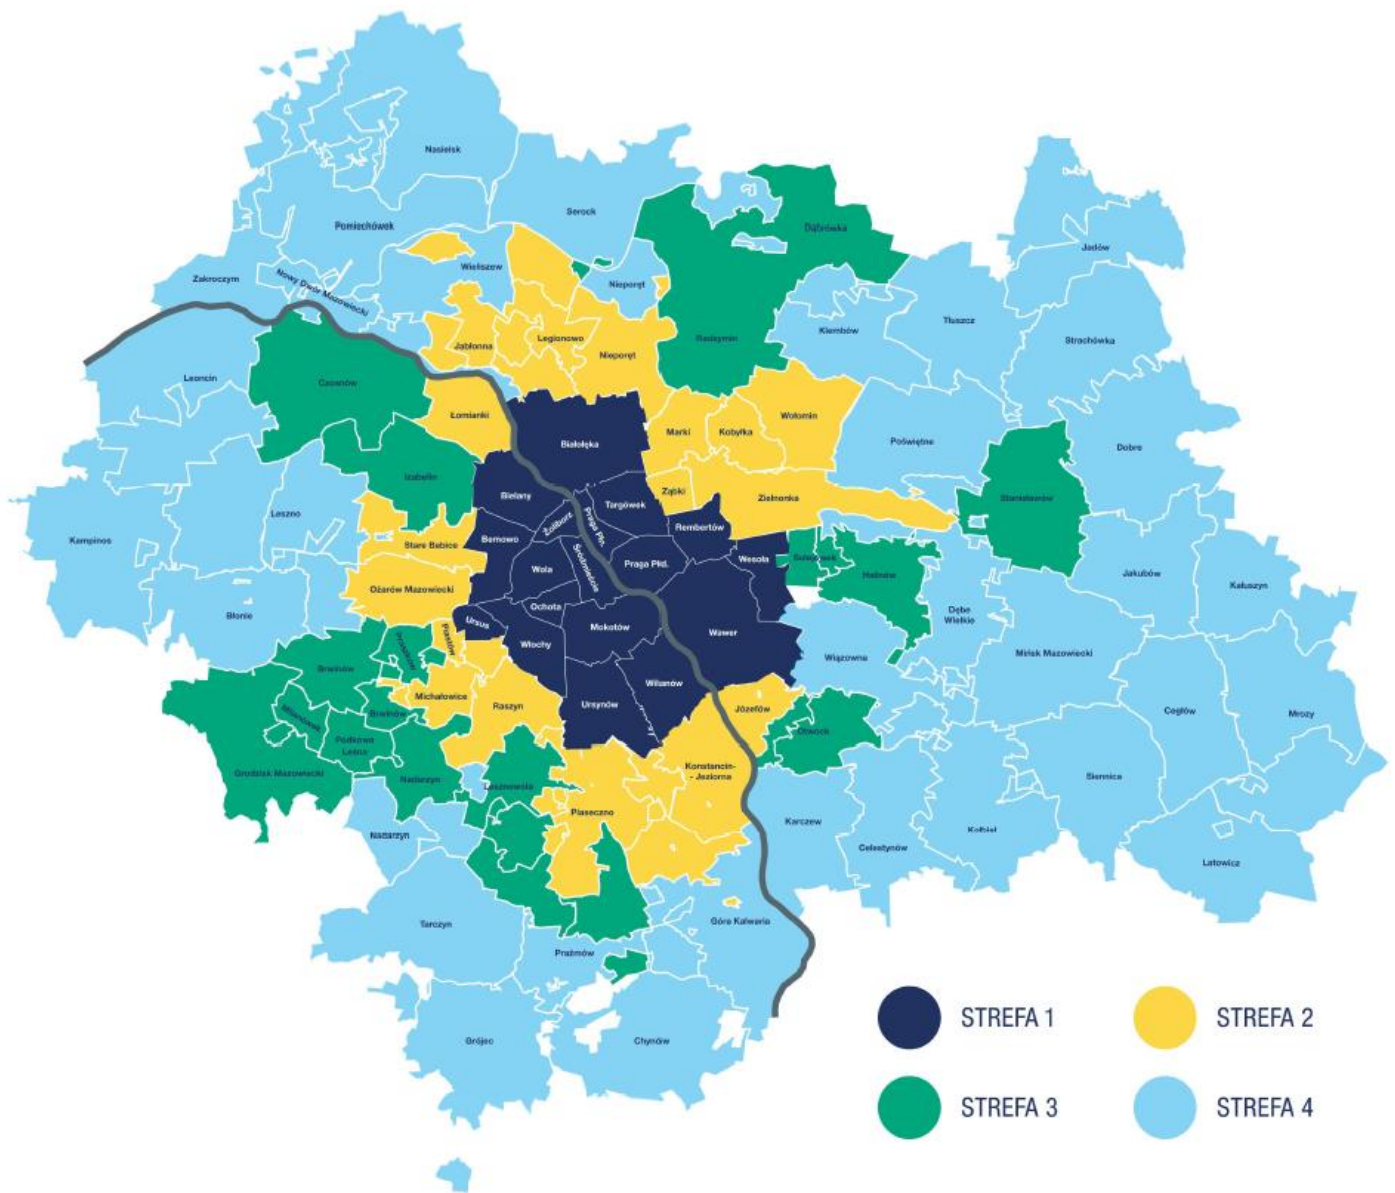 Nasielsk
Serock
Pomiechówek
Dąbrówka
Jadów
Wieliszew
Zakroczym
Nowy Dwór Mazowiecki
Nieporęt
Tłuszcz
Klembów
Strachówka
Radzymin
Legionowo
Jabłonna
Nieporęt
Leoncin
Czosnów
Łomianki
Wołomin
Marki
Kobyłka
Białołęka
Poświętne
Dobre
Izabelin
Ząbki
Zielonka
Stanisławów
Bielany
Targówek
Leszno
Żoliborz
Praga Płn.
Rembertów
Kampinos
Bemowo
Stare Babice
Wesoła
Sulejówek
Halinów
Jakubów
Kałuszyn
Wola
Śródmieście
Praga Płd.
Ożarów Mazowiecki
Błonie
Ochota
Dębe
Wielkie
Ursus
Mokotów
Wawer
Piastów
Pruszków
Włochy
Mińsk Mazowiecki
Wiązowna
Brwinów
Wilanów
Michałowice
Raszyn
Ursynów
Józefów
Cegłów
Mrozy
Milanówek
Brwinów
Otwock
Podkowa
Leśna
Konstancin-
- Jeziorna
Grodzisk Mazowiecki
Nadarzyn
Siennica
Lesznowola
Piaseczno
Karczew
Kołbiel
Nadarzyn
Celestynów
Latowicz
Tarczyn
Góra Kalwaria
Prażmów
Grójec
Chynów
STREFA 1
STREFA 2
STREFA 3
STREFA 4